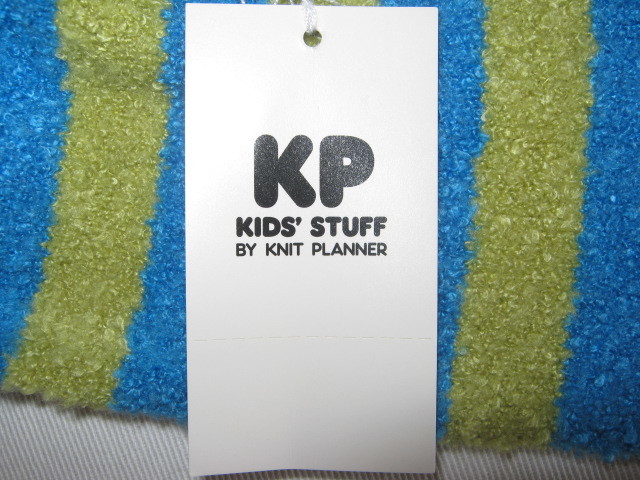 KP
KIDS' STUFF
BY KNIT PLANNER